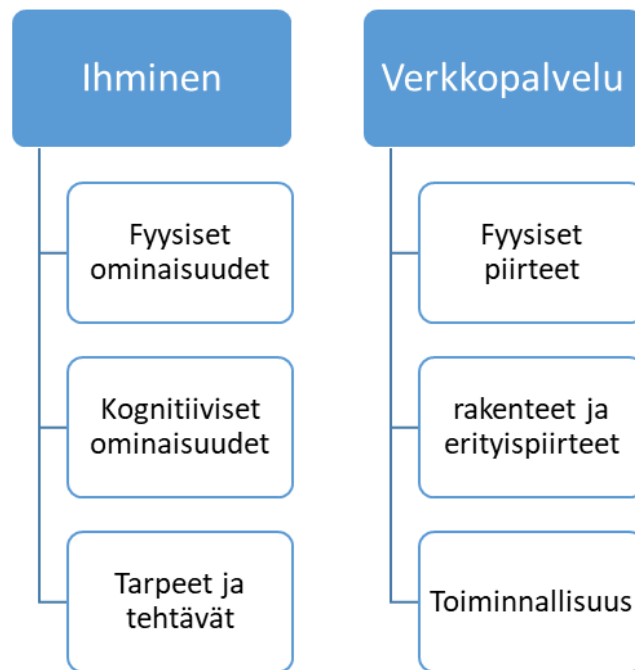 Ihminen
Fyysiset
ominaisuudet
Kognitiiviset
ominaisuudet
Tarpeet ja
tehtävät
Verkkopalvelu
Fyysiset
piirteet
rakenteet ja
erityispiirteet
Toiminnallisuus